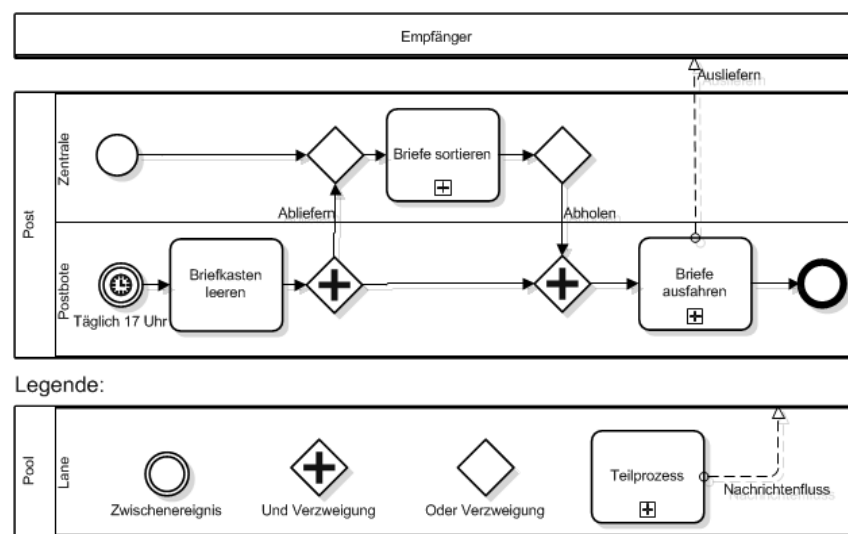 Empfänger
Ausliefern
Post
Zentrale
Briefe sortieren
Abliefern
Abholen
Postbote
Briefkasten
leeren
Briefe
ausfahren
Täglich 17 Uhr
Legende:
Pool
Lane
Teilprozess
Nachrichtenfluss
Zwischenereignis
Und Verzweigung
Oder Verzweigung